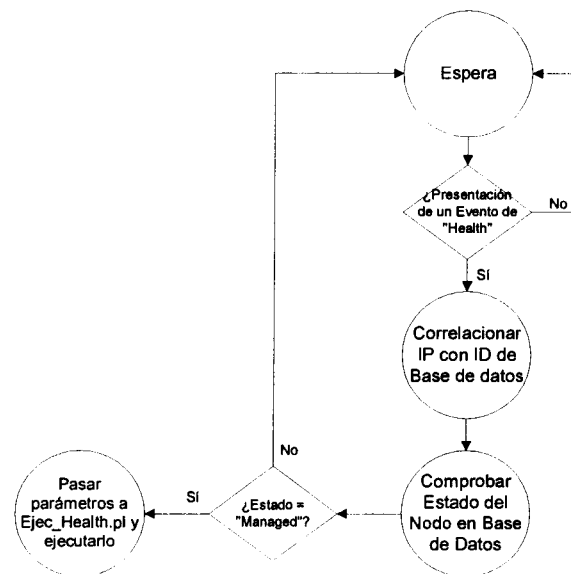 Espera
¿Presentación
de un Evento de
"Health"
No
Sí
Correlacionar
IP con ID de
Base de datos
No
Comprobar
Estado del
Nodo en Base
de Datos
¿Estado =
"Managed"?
Sí
Pasar
parámetros a
Ejec_Health.pl y
ejecutarlo